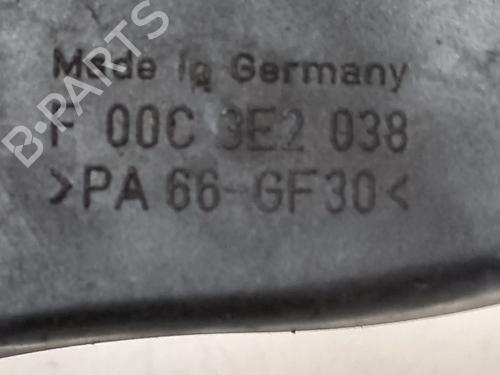 Made in Germany
F 00C 3E2 038
>PA 66-GF30<
B-PARTS